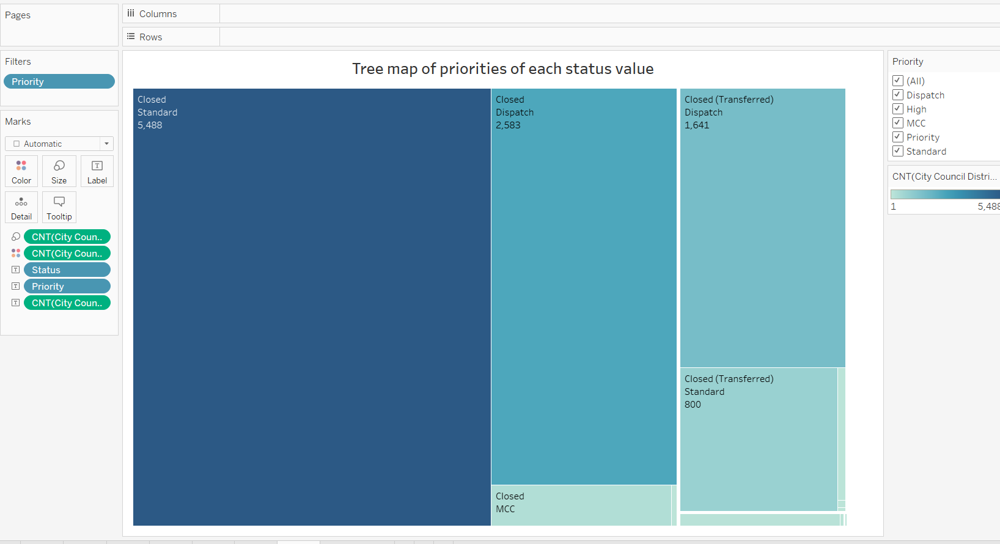 Pages
Columns
Rows
Filters
Priority
Marks
Automatic
Color
Size
Label
Detail
Tooltip
CNT(City Coun..
CNT(City Coun..
Status
Priority
CNT(City Coun..
Tree map of priorities of each status value
Closed
Standard
5,488
Closed
Dispatch
2,583
Closed
MCC
Closed (Transferred)
Dispatch
1,641
Closed (Transferred)
Standard
800
Priority
(All)
Dispatch
High
MCC
Priority
Standard
CNT(City Council Distri...
1 5,488